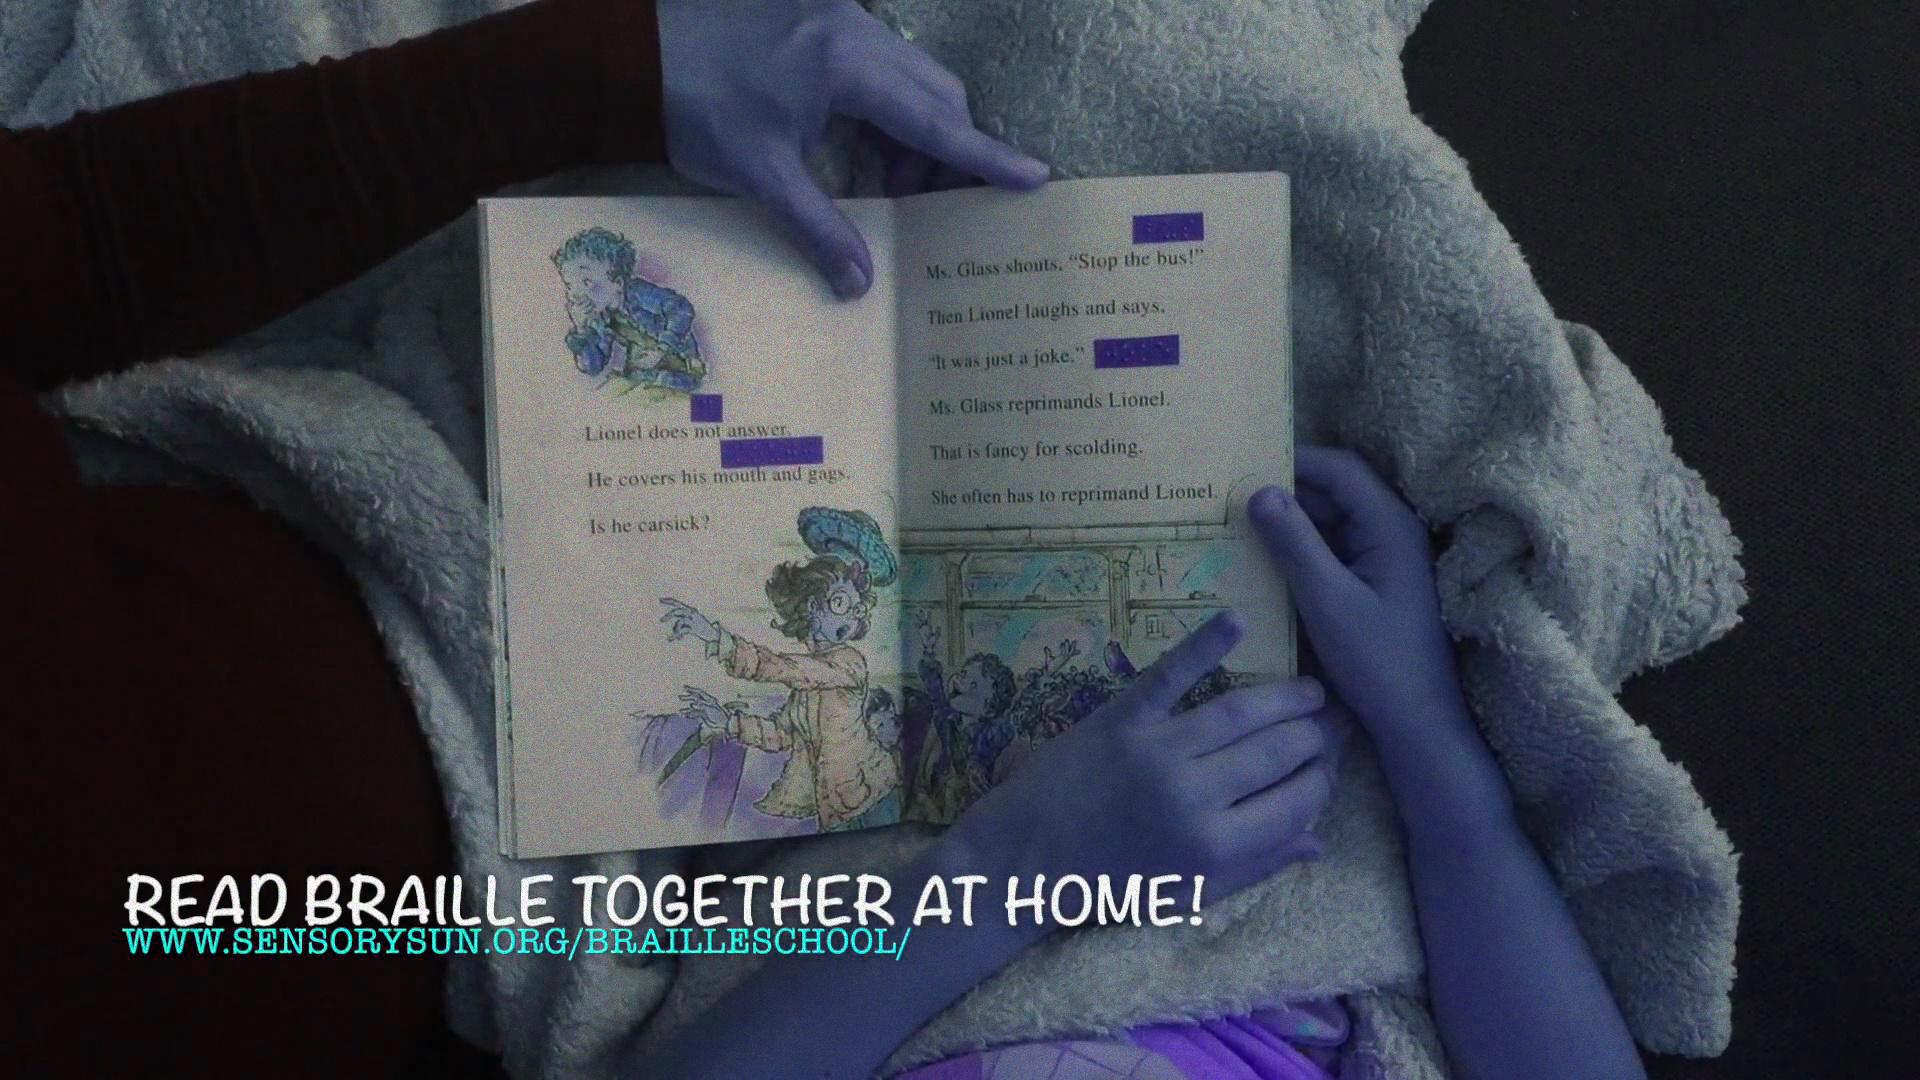 Lionel does not answer.
He covers his mouth and gags.
Is he carsick?
Ms. Glass shouts, “Stop the bus!”
Then Lionel laughs and says,
“It was just a joke.”
Ms. Glass reprimands Lionel.
That is fancy for scolding.
She often has to reprimand Lionel.
READ BRAILLE TOGETHER AT HOME!
WWW.SENSORYSUN.ORG/BRAILLESCHOOL/